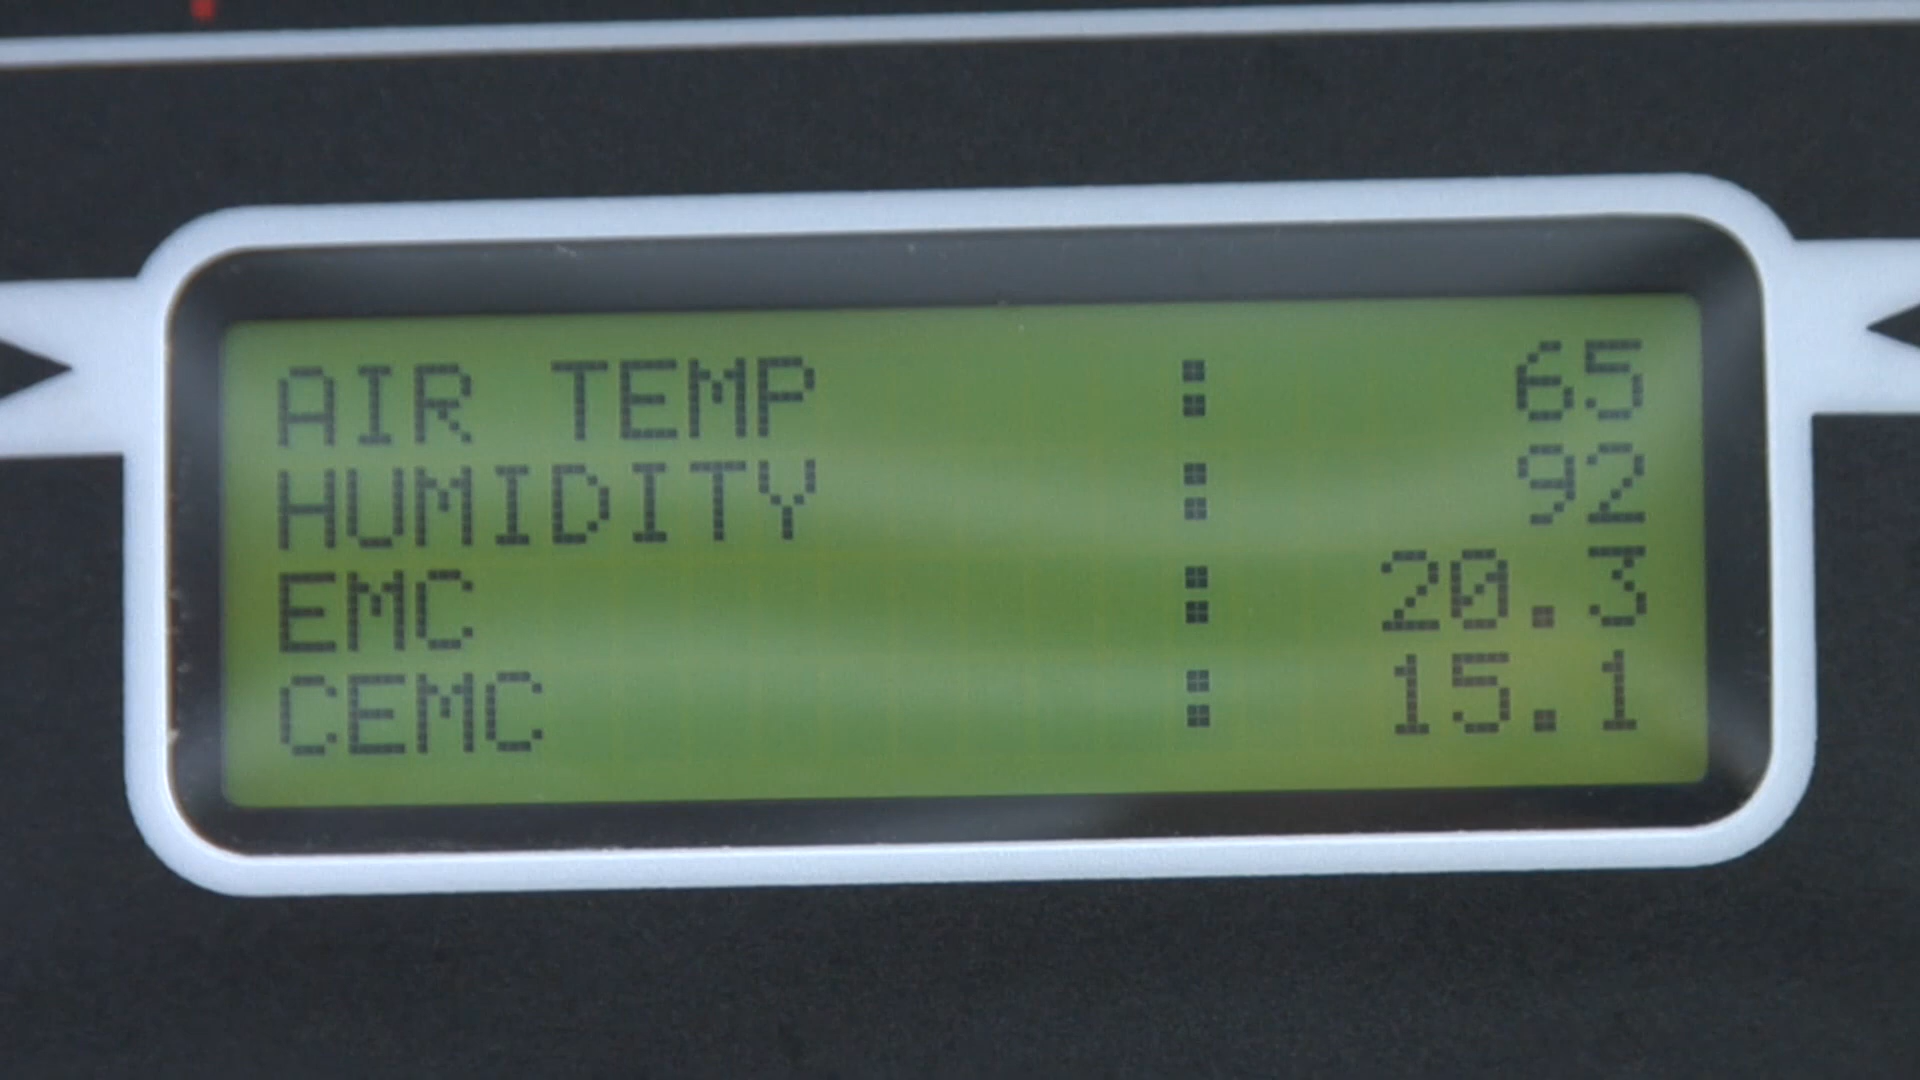 AIR TEMP : 65
HUMIDITY : 92
EMC : 20.3
CEMC : 15.1